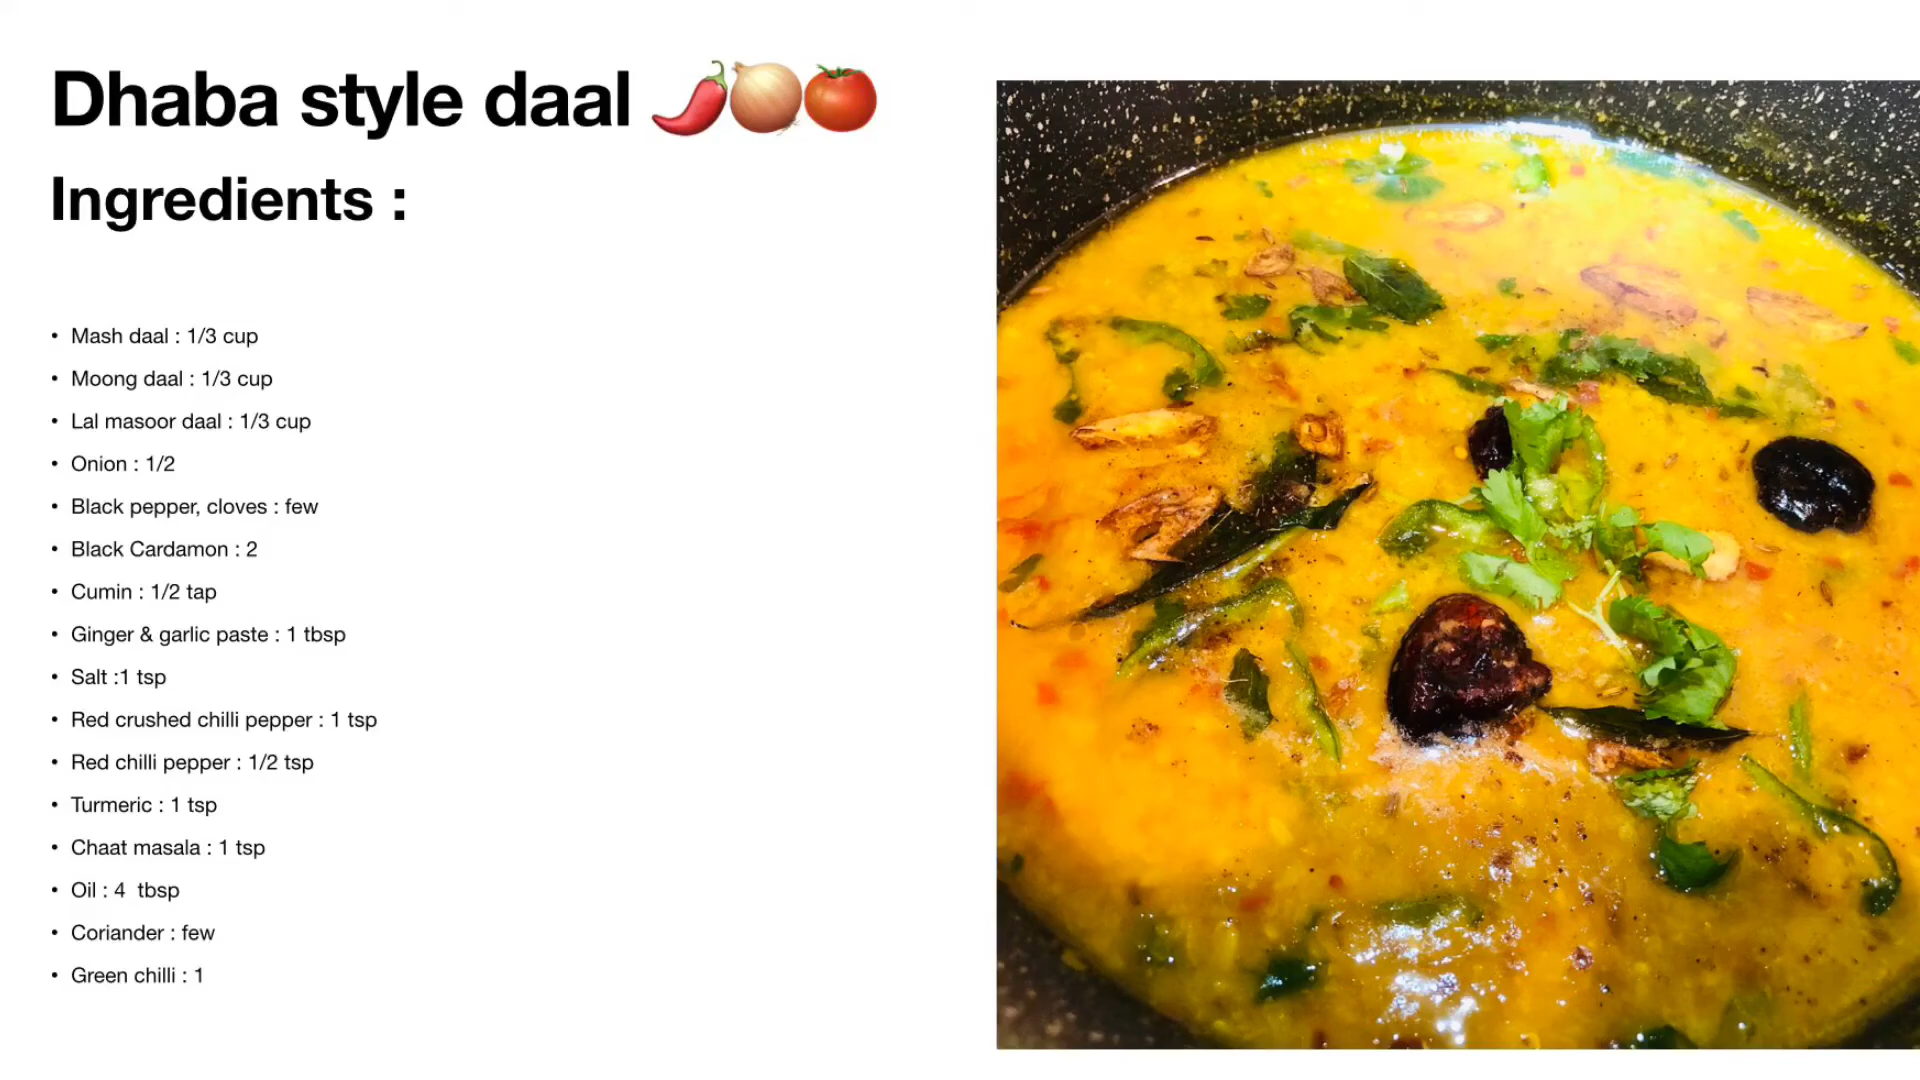 Dhaba style daal 🌶️🧅🍅
Ingredients :
• Mash daal : 1/3 cup
• Moong daal : 1/3 cup
• Lal masoor daal : 1/3 cup
• Onion : 1/2
• Black pepper, cloves : few
• Black Cardamon : 2
• Cumin : 1/2 tap
• Ginger & garlic paste : 1 tbsp
• Salt :1 tsp
• Red crushed chilli pepper : 1 tsp
• Red chilli pepper : 1/2 tsp
• Turmeric : 1 tsp
• Chaat masala : 1 tsp
• Oil : 4  tbsp
• Coriander : few
• Green chilli : 1